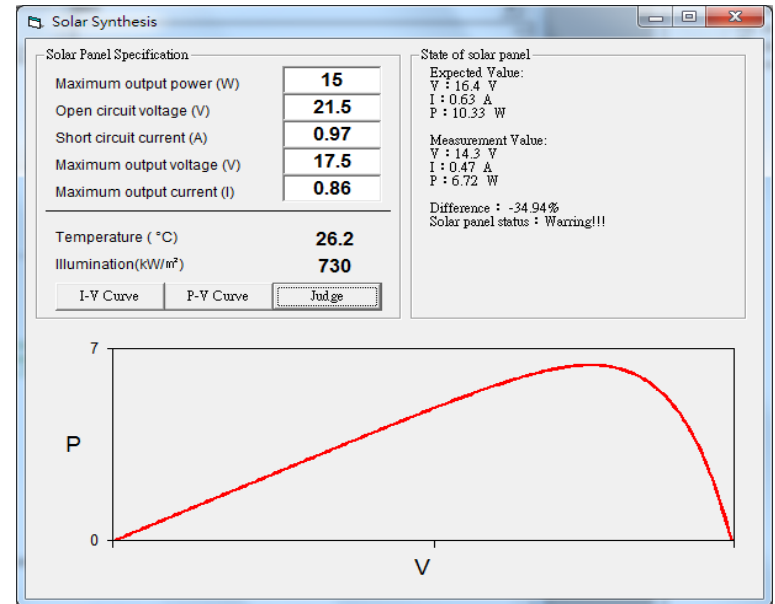 Solar Synthesis
Solar Panel Specification
Maximum output power (W) 15
Open circuit voltage (V) 21.5
Short circuit current (A) 0.97
Maximum output voltage (V) 17.5
Maximum output current (I) 0.86
Temperature ( °C) 26.2
Illumination(kW/m²) 730
I-V Curve P-V Curve Judge
State of solar panel
Expected Value:
V：16.4 V
I：0.63 A
P：10.33 W
Measurement Value:
V：14.3 V
I：0.47 A
P：6.72 W
Difference： -34.94%
Solar panel status：Warring!!!
7
P
0
V